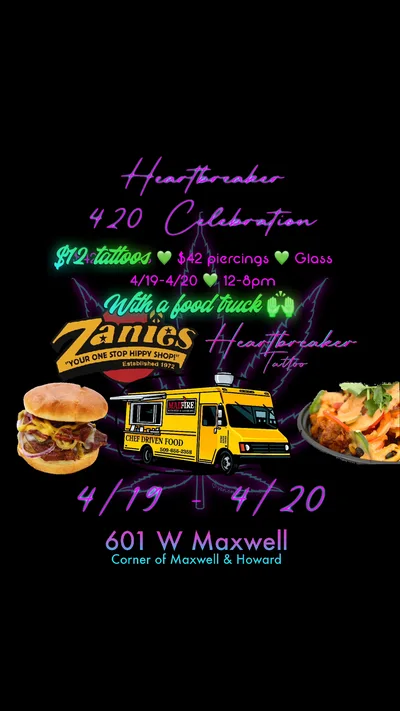 Heartbreaker
420 Celebration
$12 tattoos 💚 $42 piercings 💚 Glass
4/19-4/20 💚 12-8pm
With a food truck 🙌
Zanies
"YOUR ONE STOP HIPPY SHOP!"
Established 1972
Heartbreaker
Tattoo
CHEF DRIVEN FOOD
4/19 - 4/20
601 W Maxwell
Corner of Maxwell & Howard